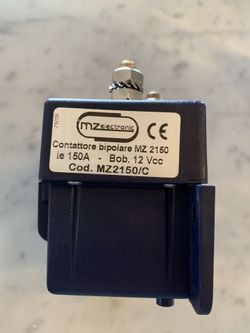 MZ electronic
CE
Contattore bipolare MZ 2150
Ie 150A - Bob. 12 Vcc
Cod. MZ2150/C